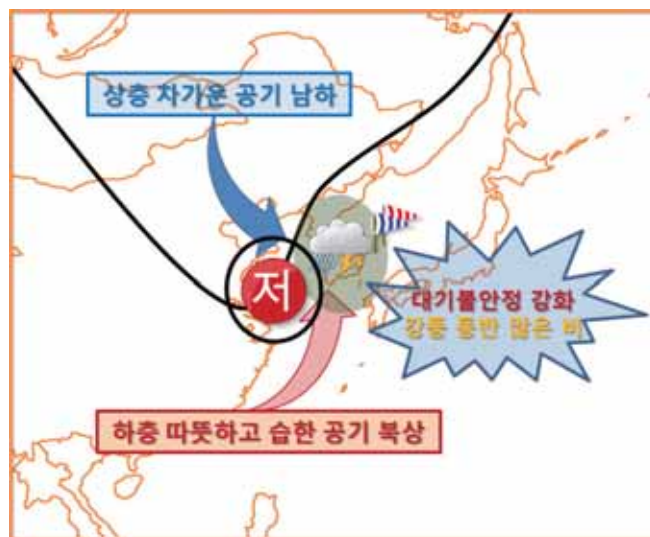 상층 차가운 공기 남하
저
대기불안정 강화
강풍 동반 많은 비
하층 따뜻하고 습한 공기 북상